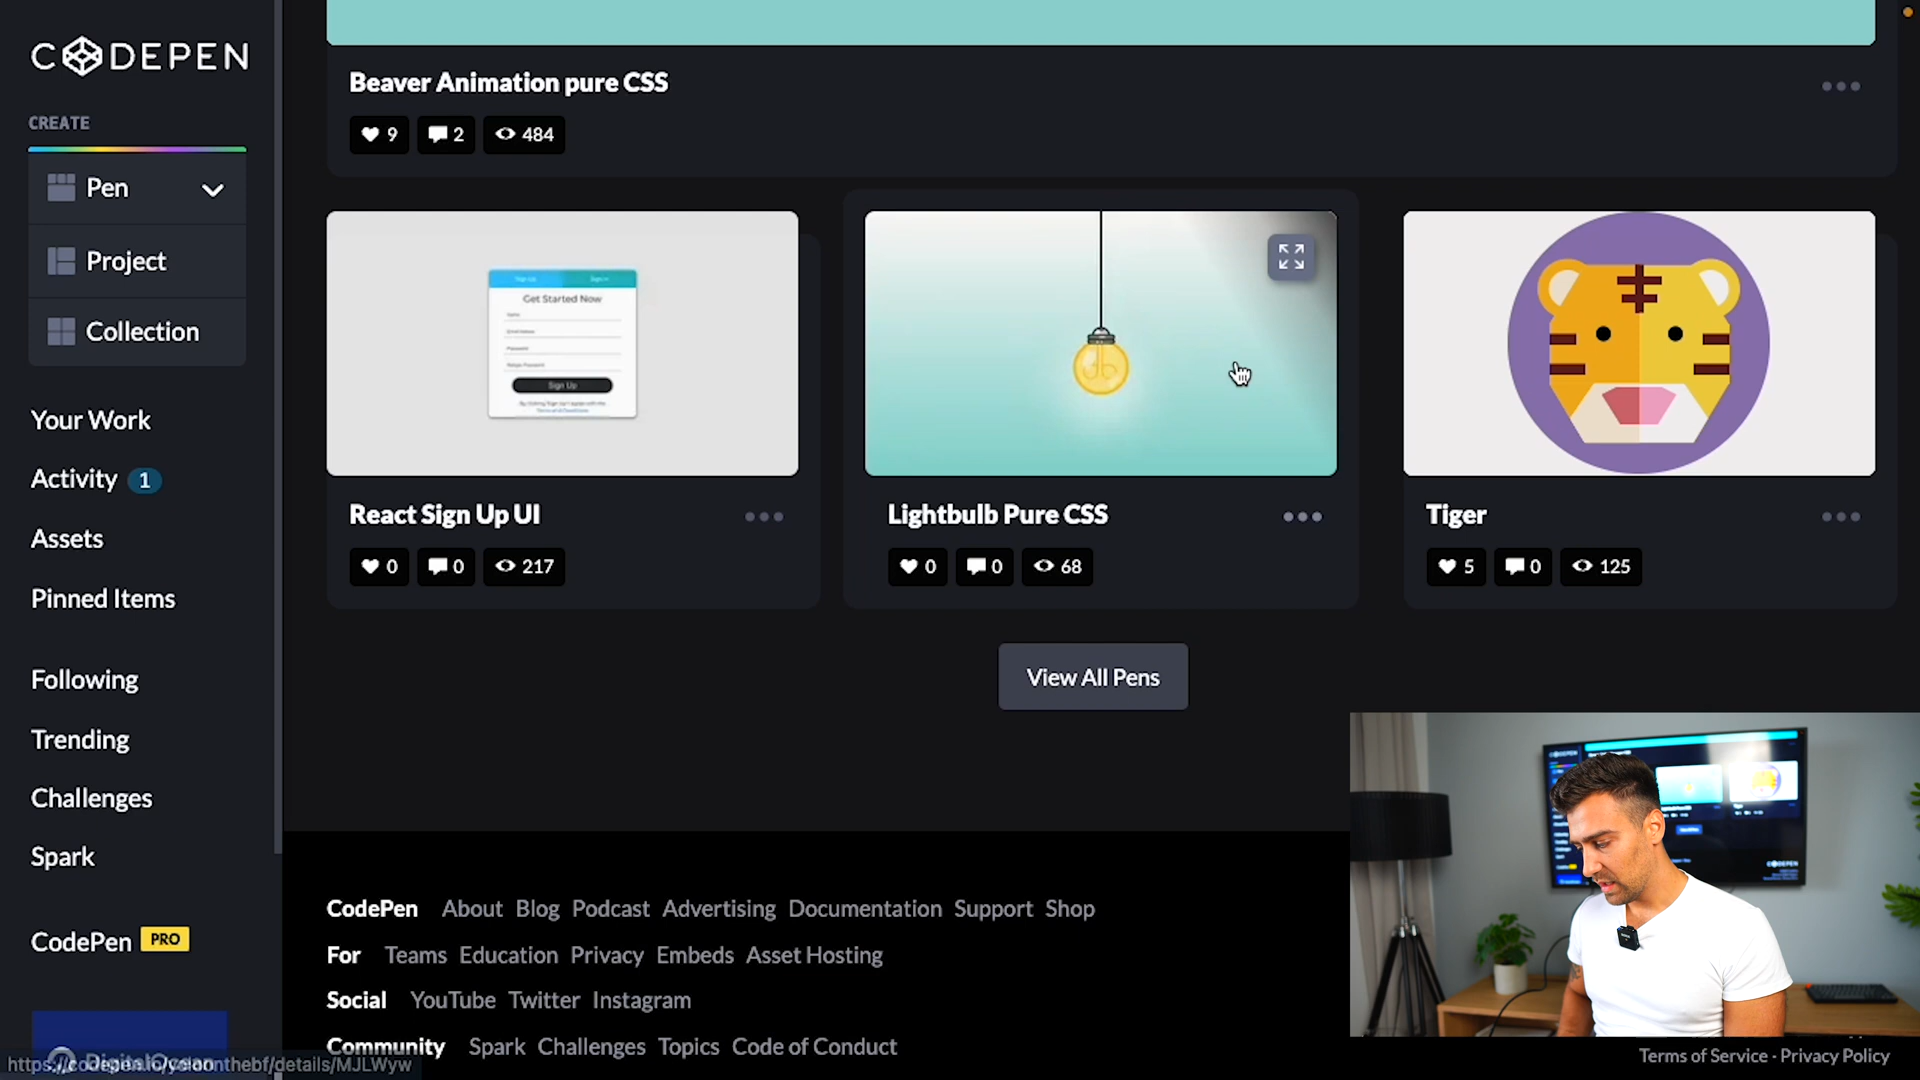 CODEPEN
CREATE
Pen
Project
Collection
Your Work
Activity 1
Assets
Pinned Items
Following
Trending
Challenges
Spark
CodePen PRO
Beaver Animation pure CSS
9 2 484
Get Started Now
Sign Up
React Sign Up UI
0 0 217
Lightbulb Pure CSS
0 0 68
Tiger
5 0 125
View All Pens
CodePen About Blog Podcast Advertising Documentation Support Shop
For Teams Education Privacy Embeds Asset Hosting
Social YouTube Twitter Instagram
Community Spark Challenges Topics Code of Conduct
Terms of Service · Privacy Policy